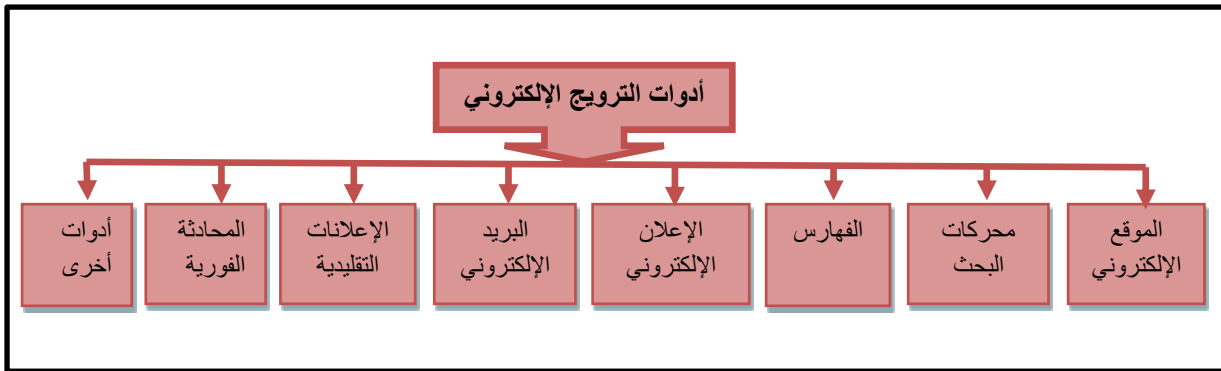 أدوات الترويج الإلكتروني
الموقع
الإلكتروني
محركات
البحث
الفهارس
الإعلان
الإلكتروني
البريد
الإلكتروني
الإعلانات
التقليدية
المحادثة
الفورية
أدوات
أخرى